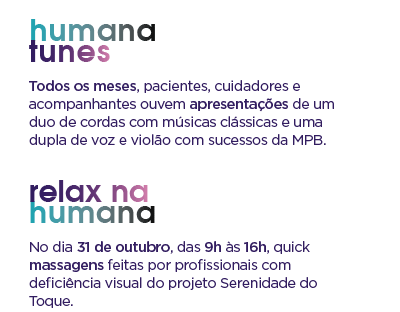 humana
tunes
Todos os meses, pacientes, cuidadores e
acompanhantes ouvem apresentações de um
duo de cordas com músicas clássicas e uma
dupla de voz e violão com sucessos da MPB.
relax na
humana
No dia 31 de outubro, das 9h às 16h, quick
massagens feitas por profissionais com
deficiência visual do projeto Serenidade do
Toque.